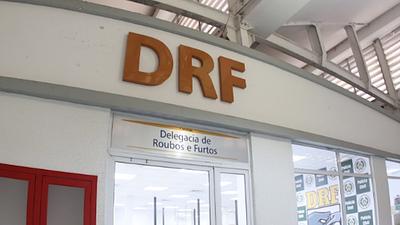 DRF
Delegacia de
Roubos e Furtos
DRF